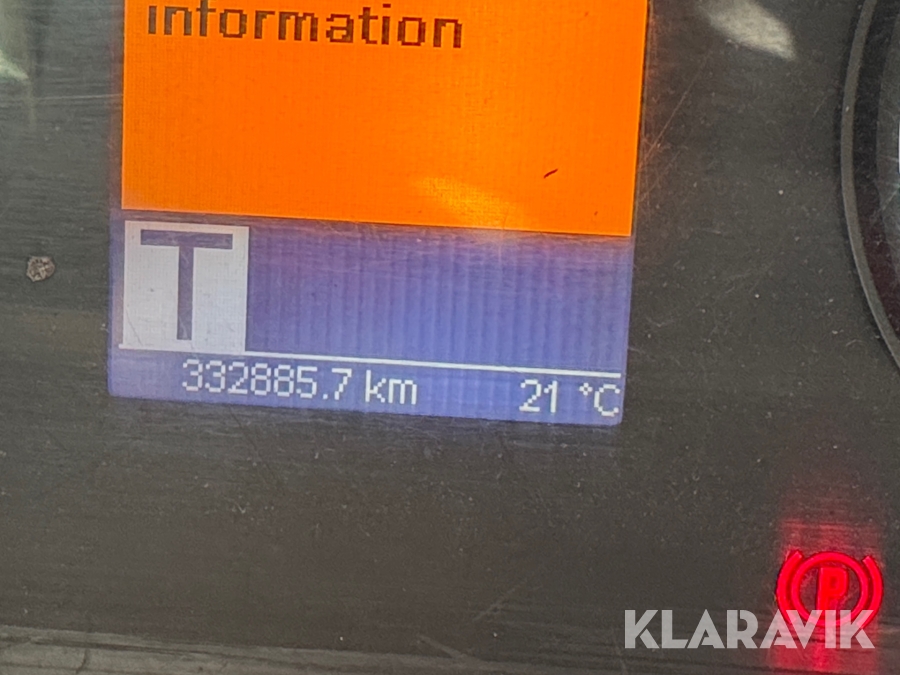 information
T
332885.7 km 21 °C
P
KLARAVIK